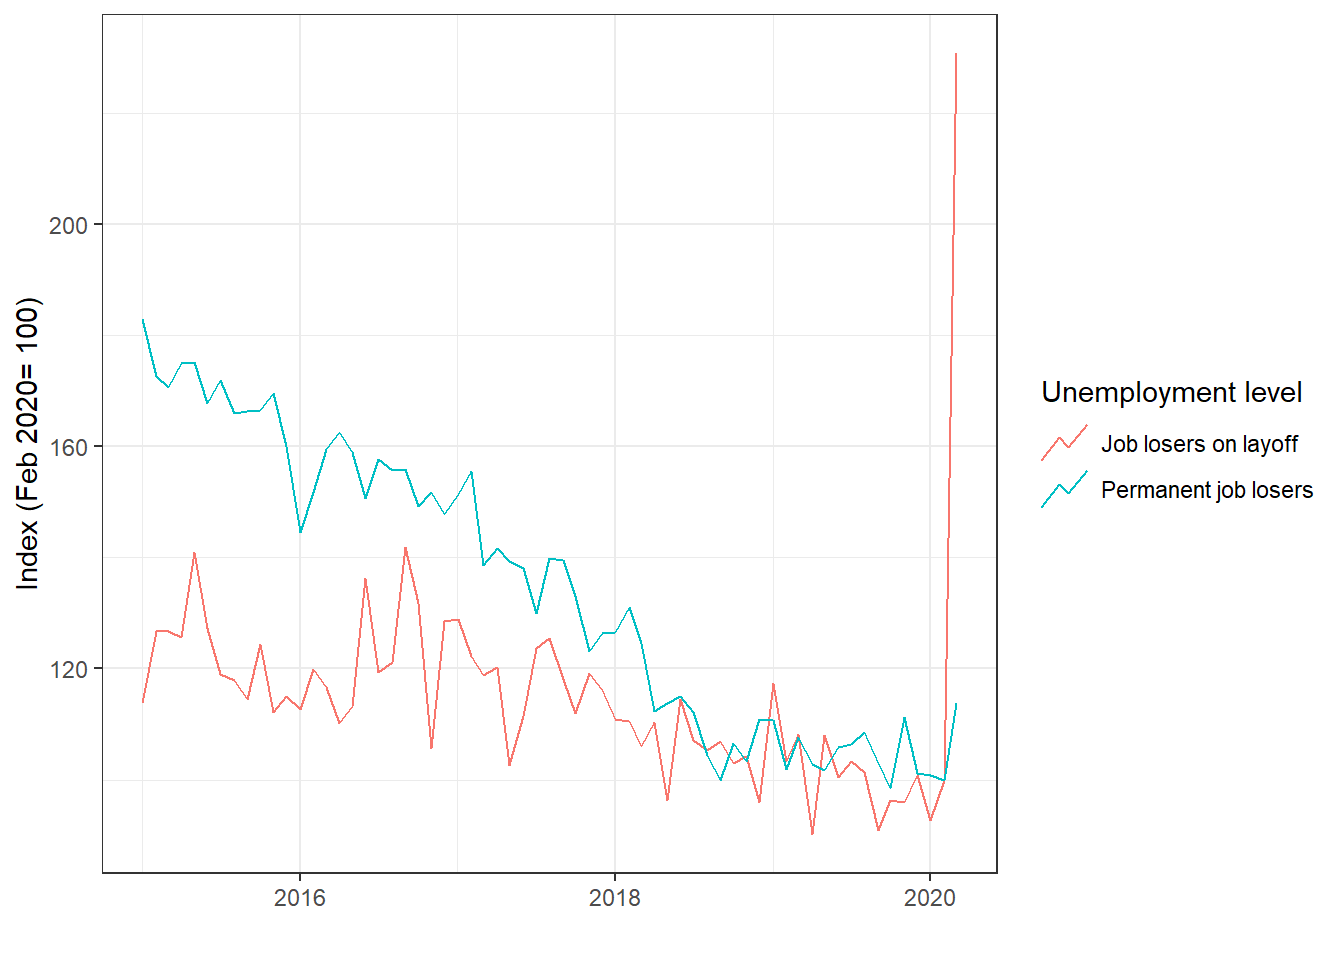 Index (Feb 2020= 100)
200
160
120
2016
2018
2020
Unemployment level
Job losers on layoff
Permanent job losers